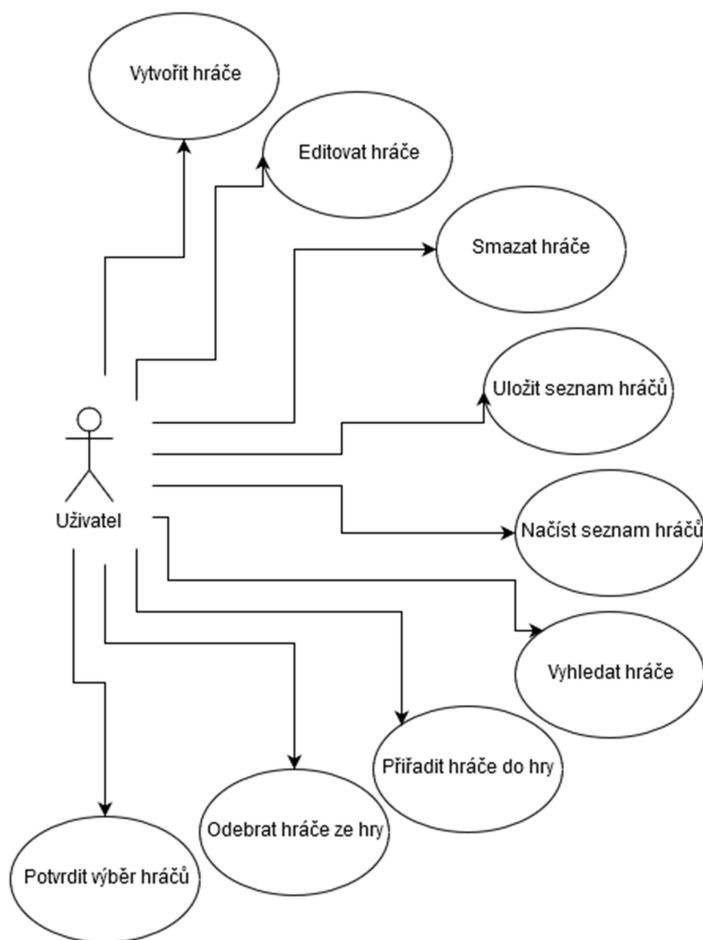 Vytvořit hráče
Editovat hráče
Smazat hráče
Uložit seznam hráčů
Uživatel
Načíst seznam hráčů
Vyhledat hráče
Přiřadit hráče do hry
Odebrat hráče ze hry
Potvrdit výběr hráčů